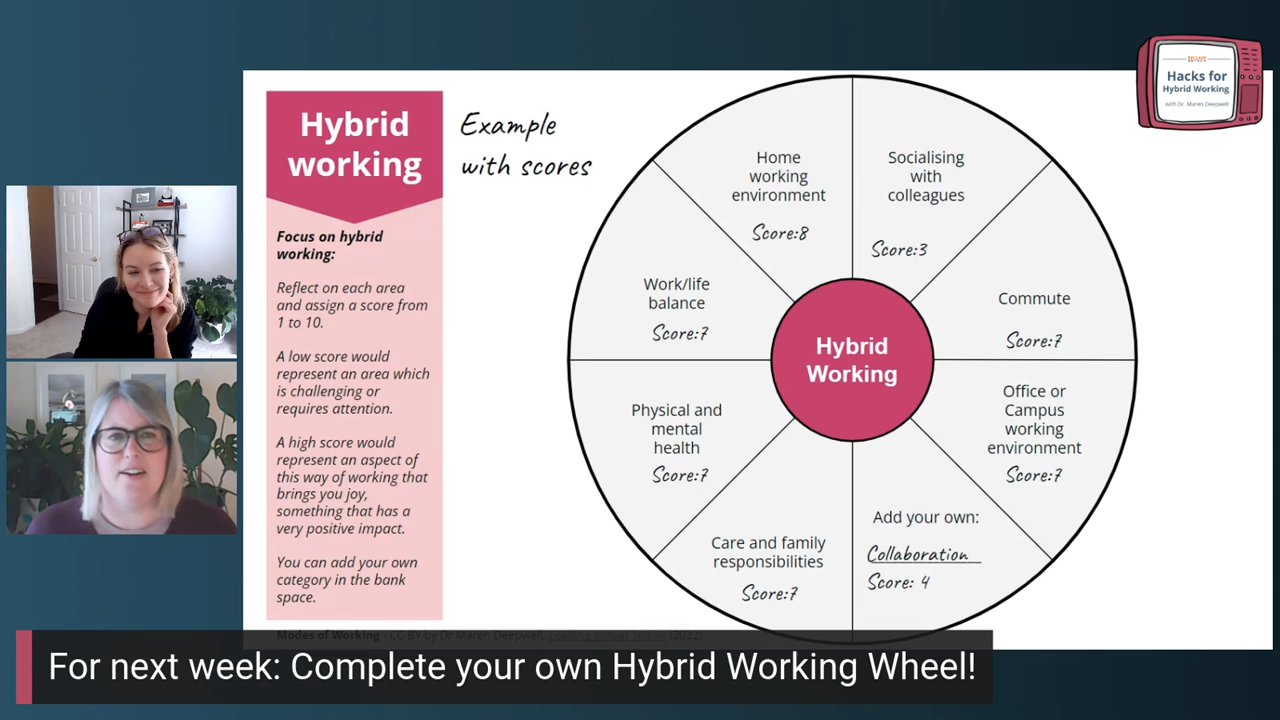 Hacks for
Hybrid Working
with Dr. Maren Deepwell
Hybrid
working
Example
with scores
Focus on hybrid
working:
Reflect on each area
and assign a score from
1 to 10.
A low score would
represent an area which
is challenging or
requires attention.
A high score would
represent an aspect of
this way of working that
brings you joy,
something that has a
very positive impact.
You can add your own
category in the bank
space.
Home
working
environment
Score:8
Socialising
with
colleagues
Score:3
Work/life
balance
Score:7
Commute
Score:7
Hybrid
Working
Physical and
mental
health
Score:7
Office or
Campus
working
environment
Score:7
Care and family
responsibilities
Score:7
Add your own:
Collaboration
Score: 4
Modes of Working - CC-BY by Dr Maren Deepwell, Leading Virtual Teams (2022)
For next week: Complete your own Hybrid Working Wheel!